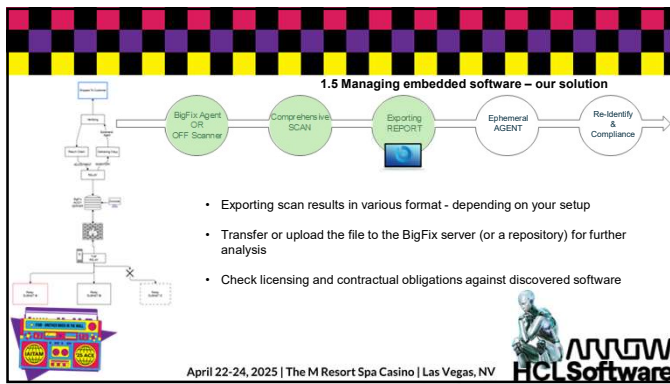 1.5 Managing embedded software – our solution
BigFix Agent
OR
OFF Scanner
Comprehensive
SCAN
Exporting
REPORT
Ephemeral
AGENT
Re-Identify
&
Compliance
• Exporting scan results in various format - depending on your setup
• Transfer or upload the file to the BigFix server (or a repository) for further
analysis
• Check licensing and contractual obligations against discovered software
IAITAM
'25 ACE
April 22-24, 2025 | The M Resort Spa Casino | Las Vegas, NV
ARROW
HCLSoftware